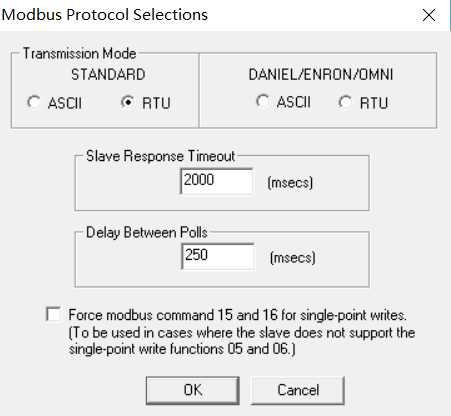 Modbus Protocol Selections
Transmission Mode
STANDARD DANIEL/ENRON/OMNI
ASCII RTU ASCII RTU
Slave Response Timeout
2000 (msecs)
Delay Between Polls
250 (msecs)
Force modbus command 15 and 16 for single-point writes.
(To be used in cases where the slave does not support the
single-point write functions 05 and 06.)
OK Cancel